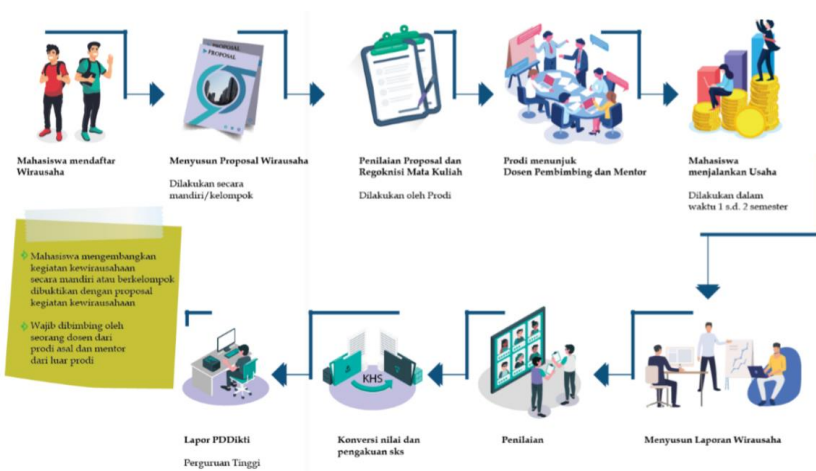 PROPOSAL
PROPOSAL
Mahasiswa mendaftar
Wirausaha
Menyusun Proposal Wirausaha
Dilakukan secara
mandiri/kelompok
Penilaian Proposal dan
Regoknisi Mata Kuliah
Dilakukan oleh Prodi
Prodi menunjuk
Dosen Pembimbing dan Mentor
Mahasiswa
menjalankan Usaha
Dilakukan dalam
waktu 1 s.d. 2 semester
Mahasiswa mengembangkan
kegiatan kewirausahaan
secara mandiri atau berkelompok
dibuktikan dengan proposal
kegiatan kewirausahaan
Wajib dibimbing oleh
seorang dosen dari
prodi asal dan mentor
dari luar prodi
Menyusun Laporan Wirausaha
Penilaian
KHS
Konversi nilai dan
pengakuan sks
Lapor PDDikti
Perguruan Tinggi